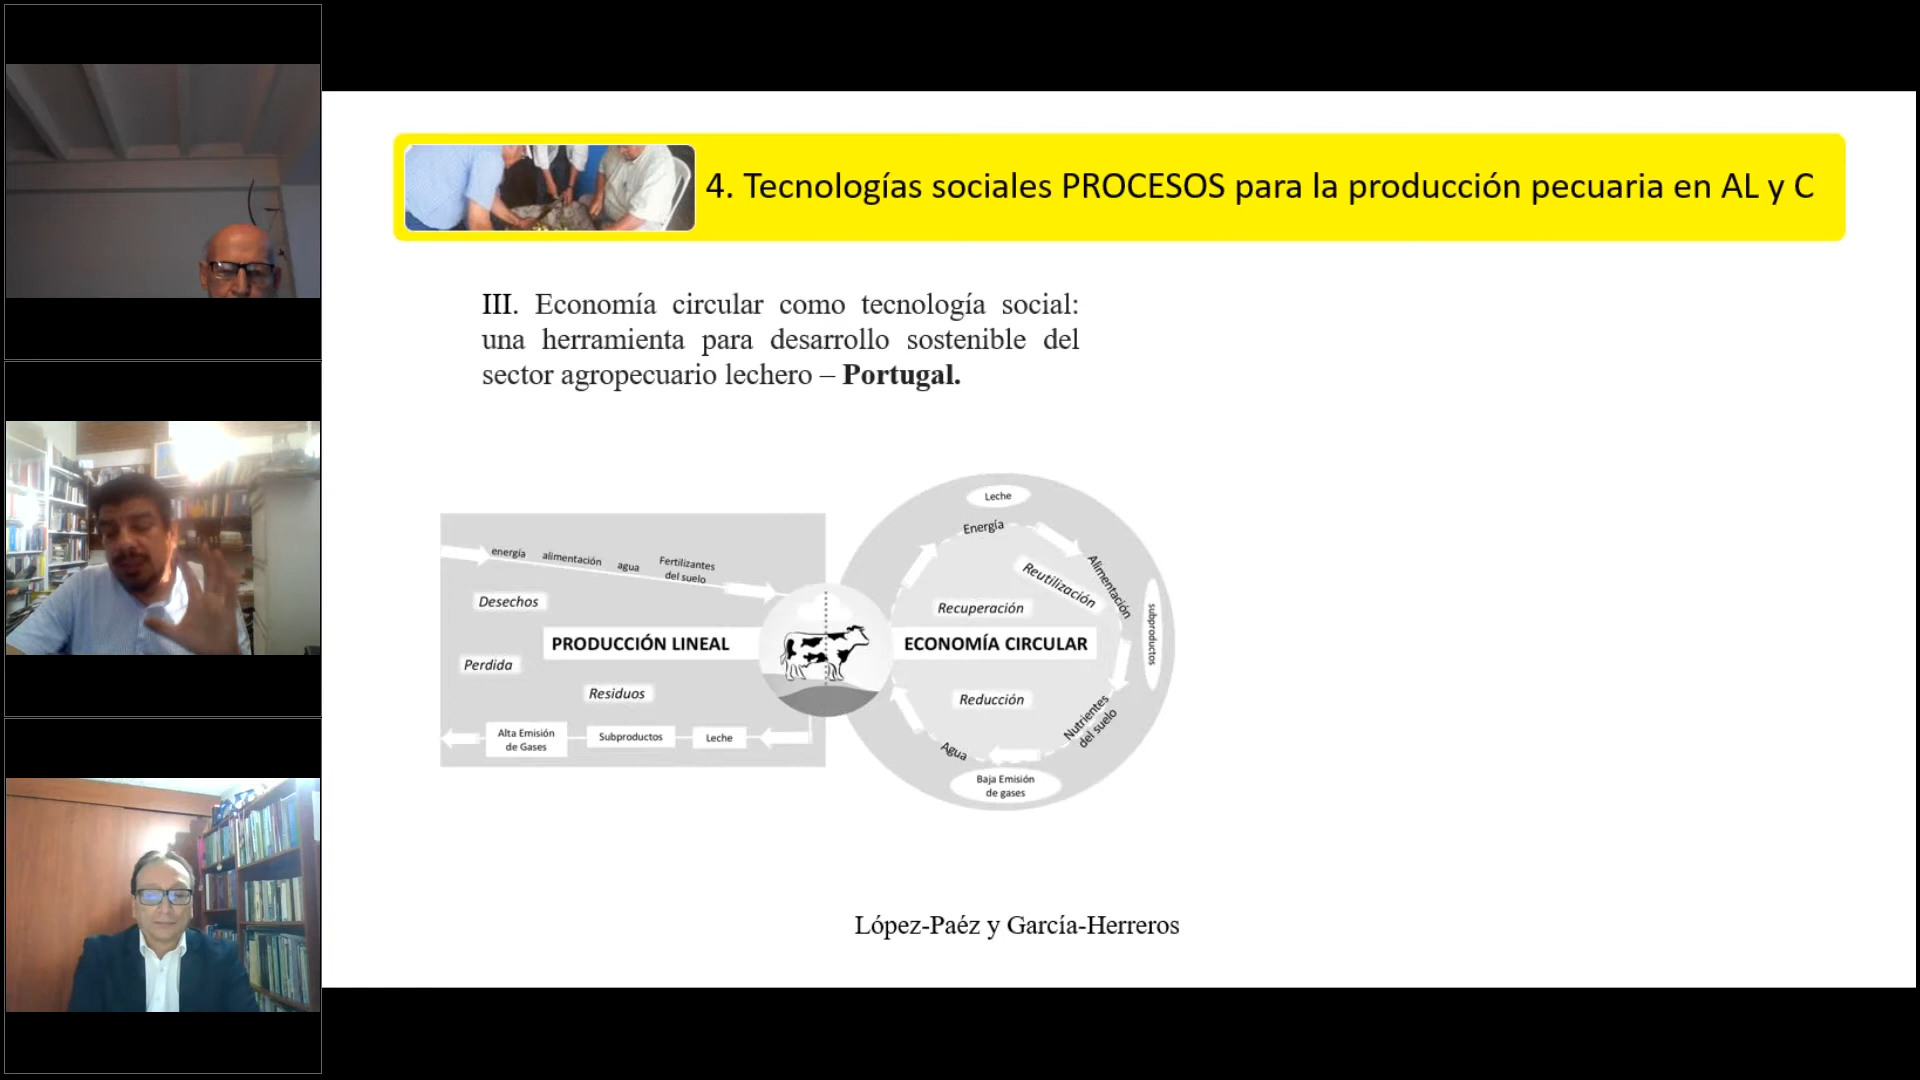 4. Tecnologías sociales PROCESOS para la producción pecuaria en AL y C
III. Economía circular como tecnología social:
una herramienta para desarrollo sostenible del
sector agropecuario lechero – Portugal.
energía alimentación agua Fertilizantes
del suelo
Desechos
PRODUCCIÓN LINEAL
Perdida
Residuos
Alta Emisión
de Gases
Subproductos
Leche
Leche
Energía
Alimentación
Reutilización
Recuperación
subproductos
ECONOMÍA CIRCULAR
Reducción
Nutrientes
del suelo
Agua
Baja Emisión
de gases
López-Paéz y García-Herreros